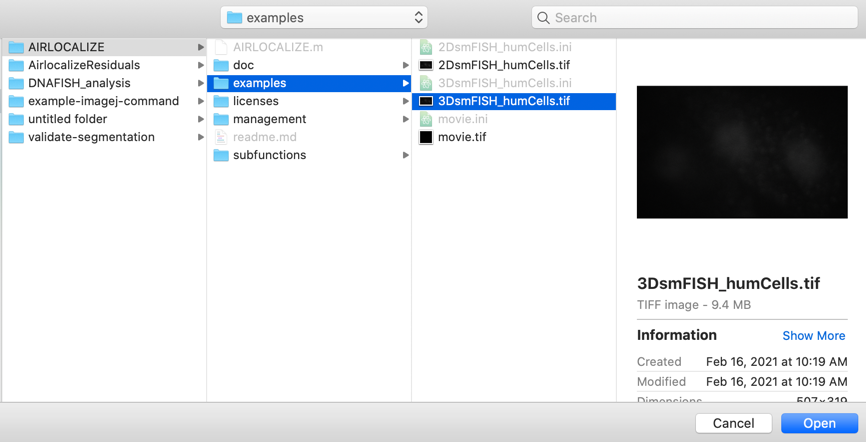 examples
Search
AIRLOCALIZE
AirlocalizeResiduals
DNAFISH_analysis
example-imagej-command
untitled folder
validate-segmentation
AIRLOCALIZE.m
doc
examples
licenses
management
readme.md
subfunctions
2DsmFISH_humCells.ini
2DsmFISH_humCells.tif
3DsmFISH_humCells.ini
3DsmFISH_humCells.tif
movie.ini
movie.tif
3DsmFISH_humCells.tif
TIFF image - 9.4 MB
Information Show More
Created Feb 16, 2021 at 10:19 AM
Modified Feb 16, 2021 at 10:19 AM
Dimensions 507×319
Cancel Open